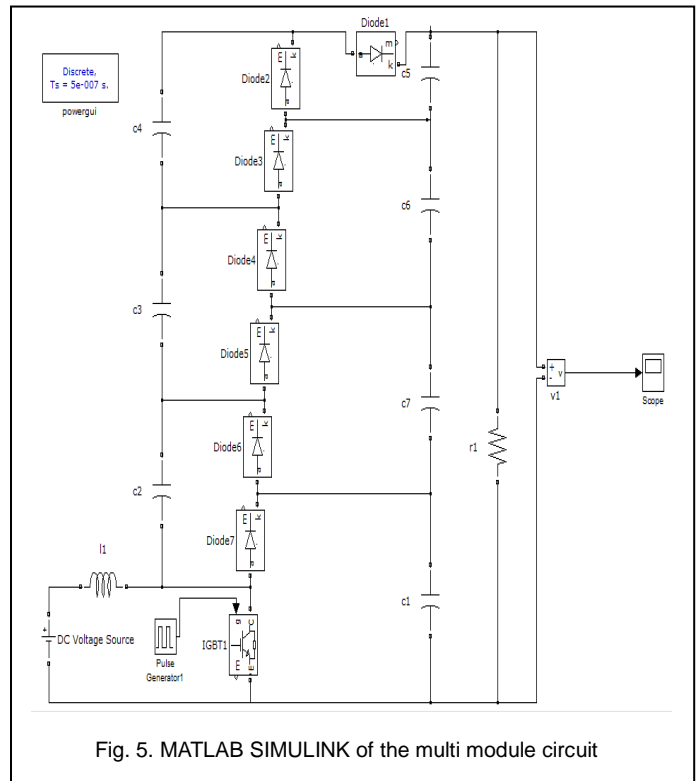 Diode1
m
k
Discrete,
Ts = 5e-007 s.
powergui
E
k
Diode2
c5
c4
E
k
Diode3
c6
E
k
Diode4
c3
E
k
Diode5
c7
+
-
v
v1
Scope
r1
E
k
Diode6
c2
E
k
Diode7
l1
c1
+
DC Voltage Source
Pulse
Generator1
g
C
IGBT1
m
E
Fig. 5. MATLAB SIMULINK of the multi module circuit